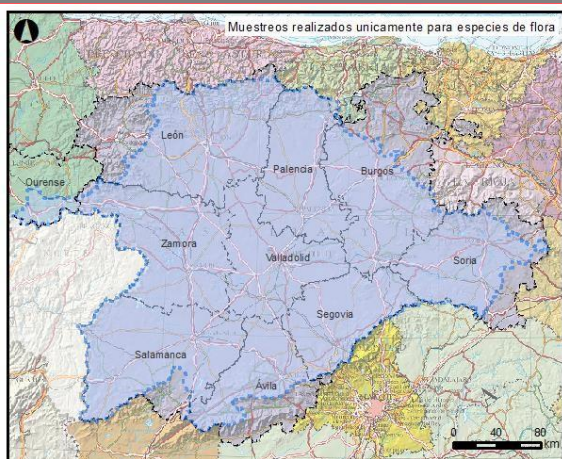 Muestreos realizados unicamente para especies de flora
León
Palencia
Burgos
Ourense
Zamora
Valladolid
Soria
Segovia
Salamanca
Ávila
0 40 80
km